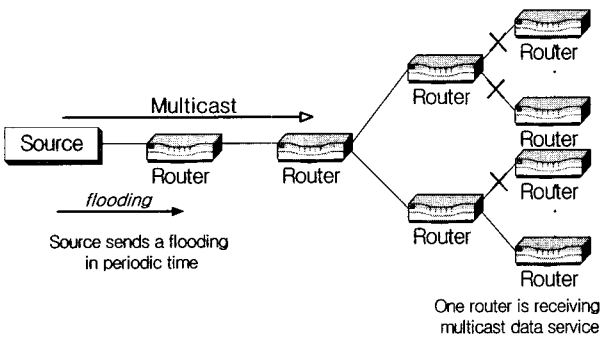 Router
Router
Multicast
Router
Source
Router
Router
Router
flooding
Router
Router
Source sends a flooding
in periodic time
Router
One router is receiving
multicast data service